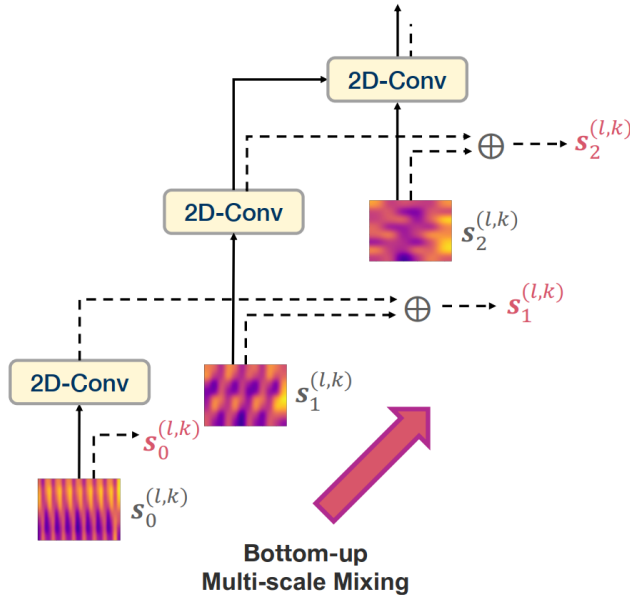 2D-Conv
⊕ s_2^{(l,k)}
2D-Conv
s_2^{(l,k)}
⊕ s_1^{(l,k)}
2D-Conv
s_1^{(l,k)}
s_0^{(l,k)}
s_0^{(l,k)}
Bottom-up
Multi-scale Mixing